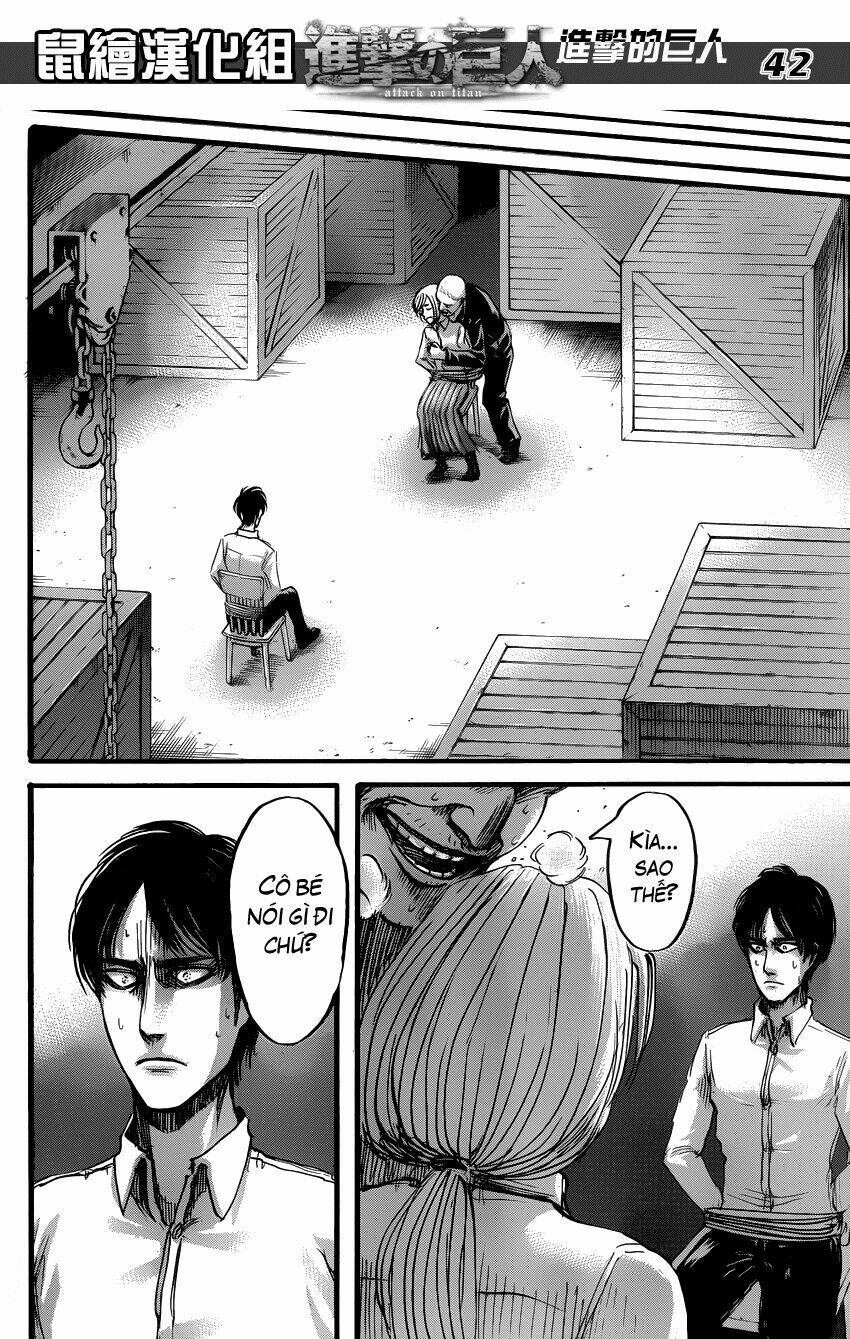 鼠繪漢化組
進撃の巨人
attack on titan
進擊的巨人
42
KÌA...
SAO
THẾ?
CÔ BÉ
NÓI GÌ ĐI
CHỨ?